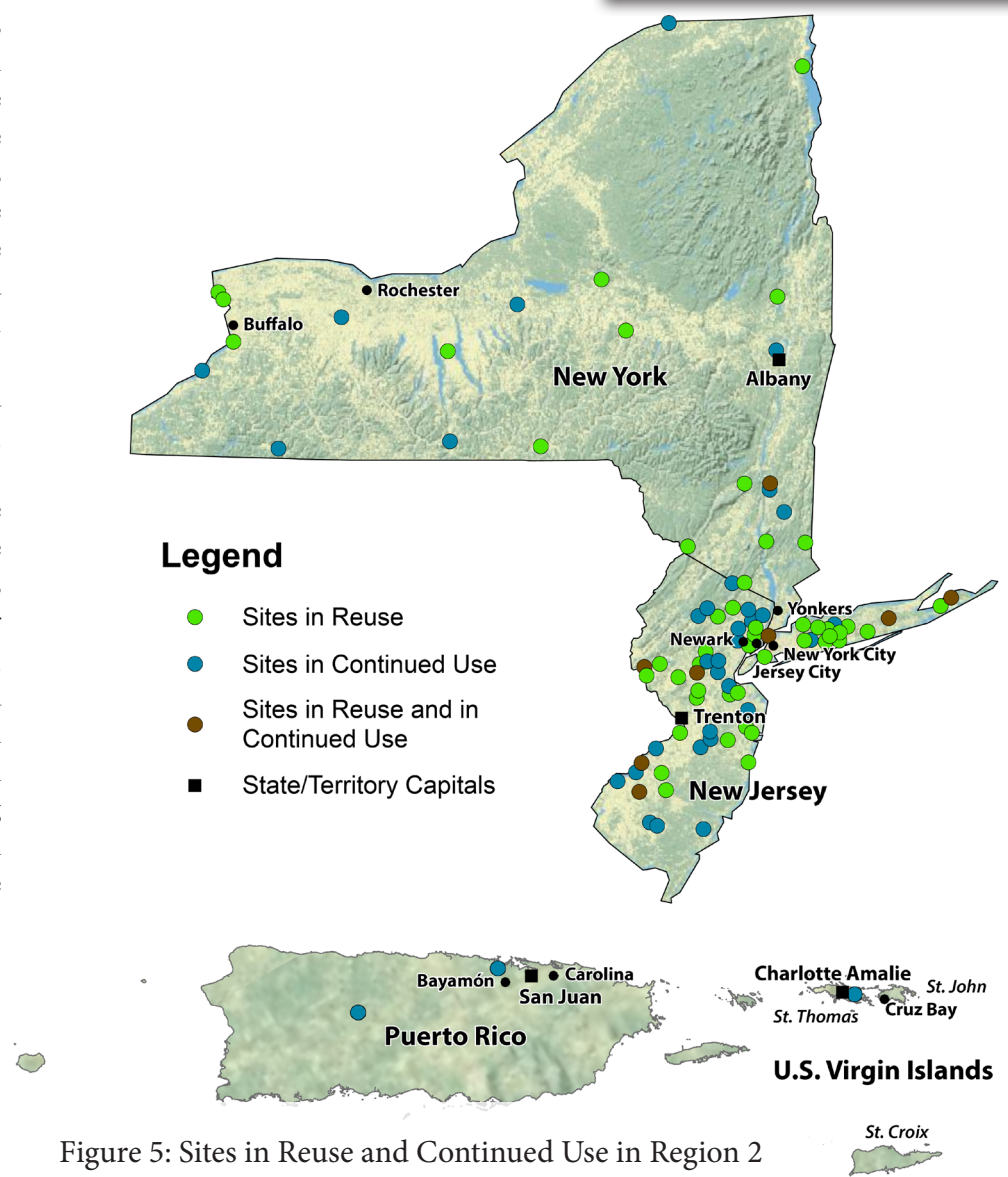 Rochester
Buffalo
New York
Albany
Legend
Sites in Reuse
Sites in Continued Use
Sites in Reuse and in
Continued Use
State/Territory Capitals
Yonkers
Newark
New York City
Jersey City
Trenton
New Jersey
Bayamón
Carolina
San Juan
Puerto Rico
Charlotte Amalie
St. John
Cruz Bay
St. Thomas
U.S. Virgin Islands
St. Croix
Figure 5: Sites in Reuse and Continued Use in Region 2